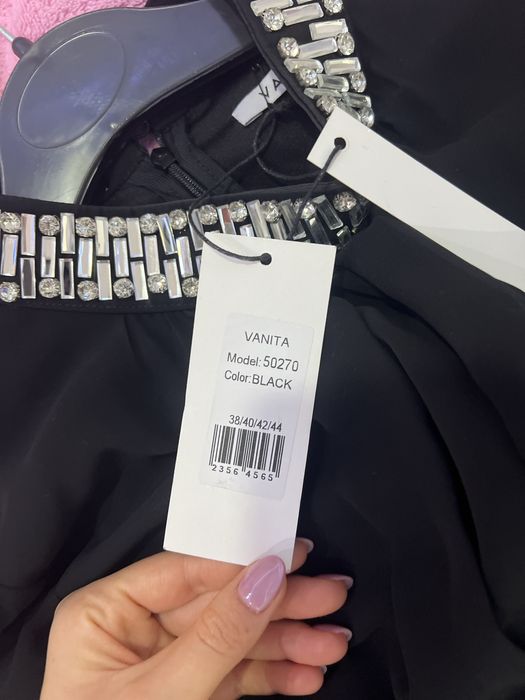 VANITA
Model: 50270
Color: BLACK
38/40/42/44
2356 4565